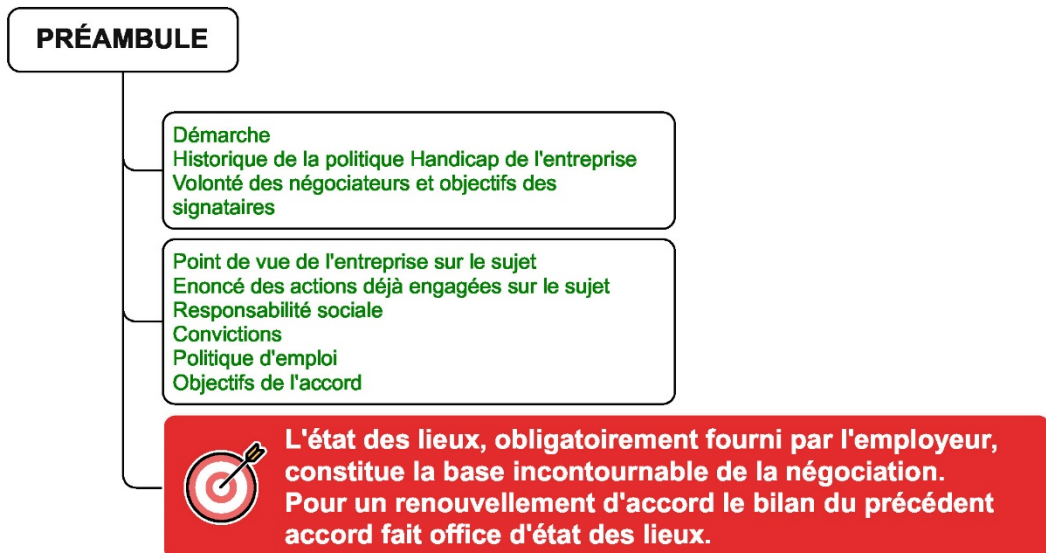 PRÉAMBULE
Démarche
Historique de la politique Handicap de l'entreprise
Volonté des négociateurs et objectifs des
signataires
Point de vue de l'entreprise sur le sujet
Enoncé des actions déjà engagées sur le sujet
Responsabilité sociale
Convictions
Politique d'emploi
Objectifs de l'accord
L'état des lieux, obligatoirement fourni par l'employeur,
constitue la base incontournable de la négociation.
Pour un renouvellement d'accord le bilan du précédent
accord fait office d'état des lieux.